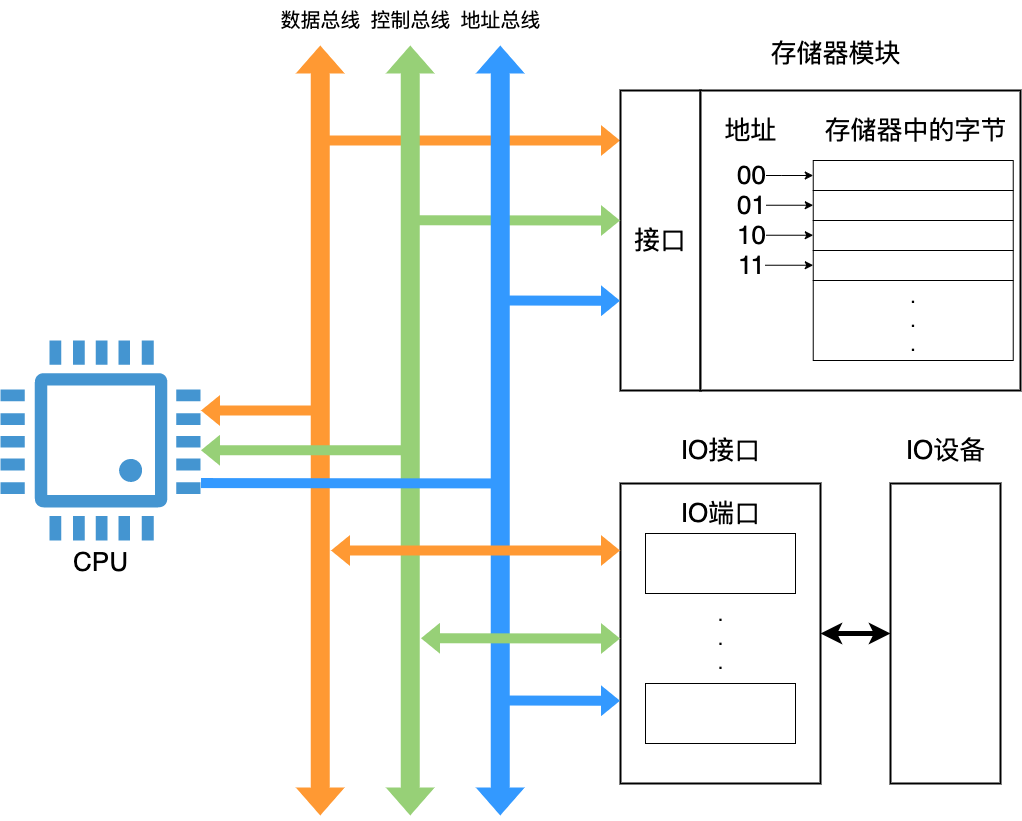 数据总线 控制总线 地址总线
存储器模块
地址 存储器中的字节
00
01
10
11
接口
.
.
.
CPU
IO接口
IO设备
IO端口
.
.
.